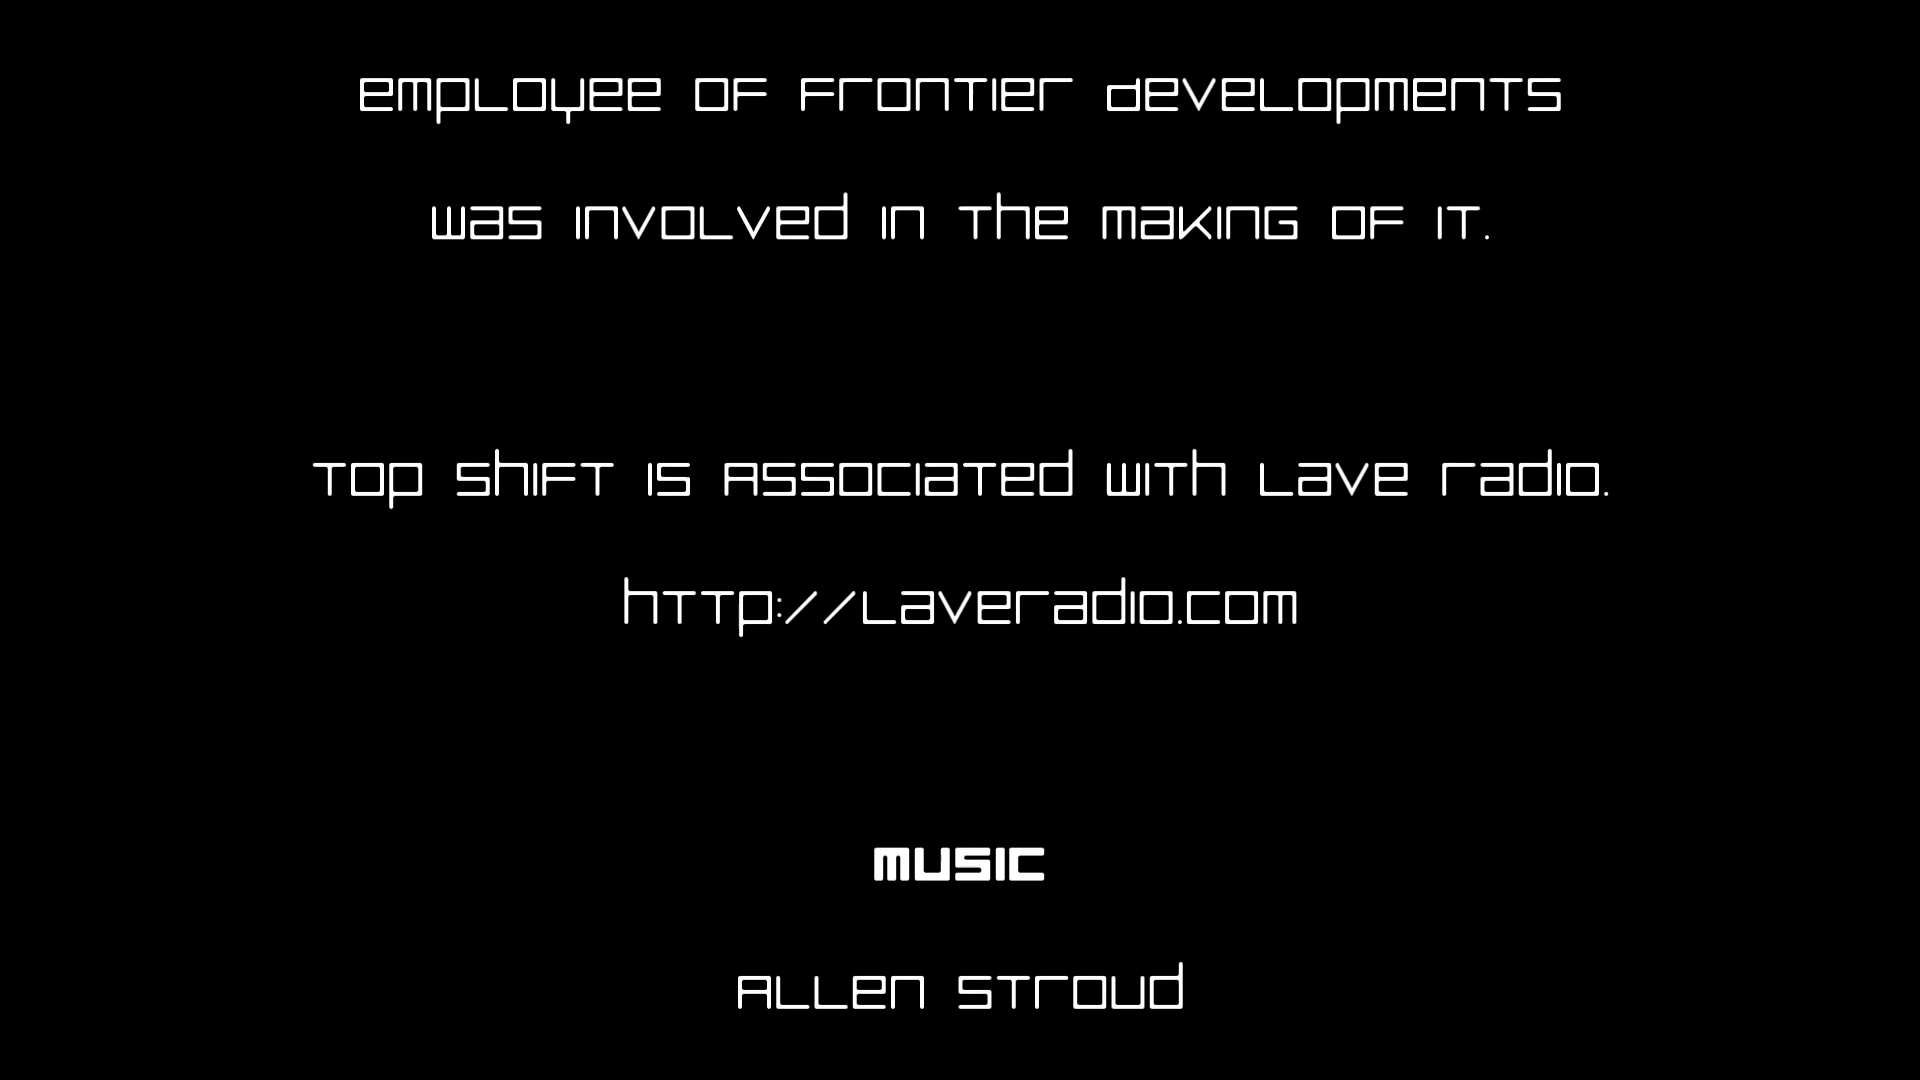 employee of Frontier Developments
was involved in the making of it.
Top Shift is Associated with Lave Radio.
http://laveradio.com
MUSIC
Allen Stroud